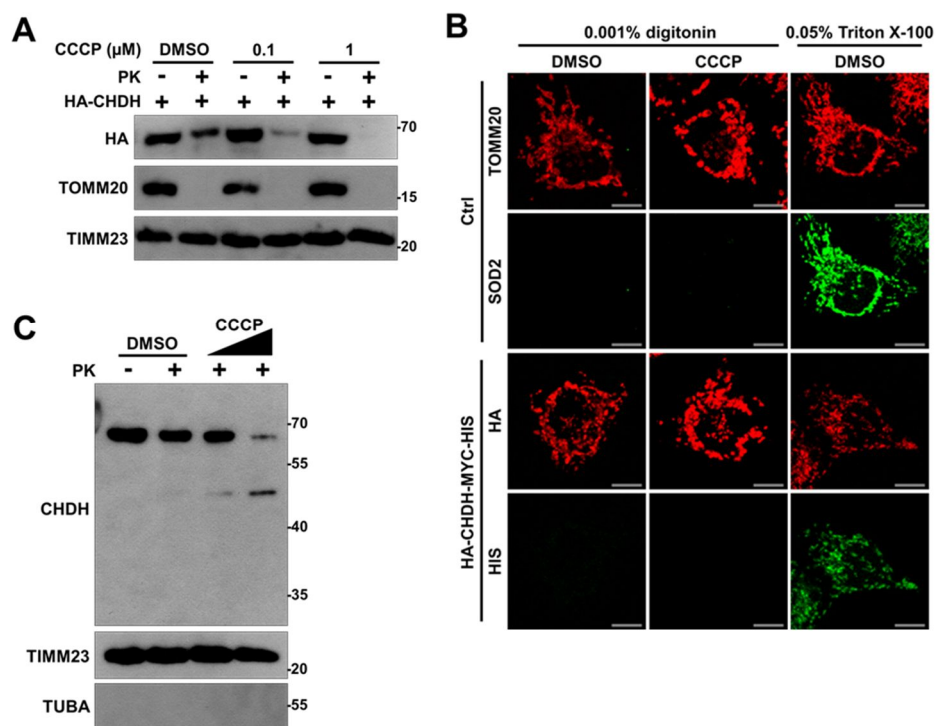 A
CCCP (μM) DMSO 0.1 1
PK - + - + - +
HA-CHDH + + + + + +
HA -70
TOMM20 -15
TIMM23 -20
B
0.001% digitonin 0.05% Triton X-100
DMSO CCCP DMSO
Ctrl
TOMM20
SOD2
HA-CHDH-MYC-HIS
HA
HIS
C
CCCP
DMSO
PK - + + +
-70
-55
CHDH
-40
-35
TIMM23 -20
TUBA -55